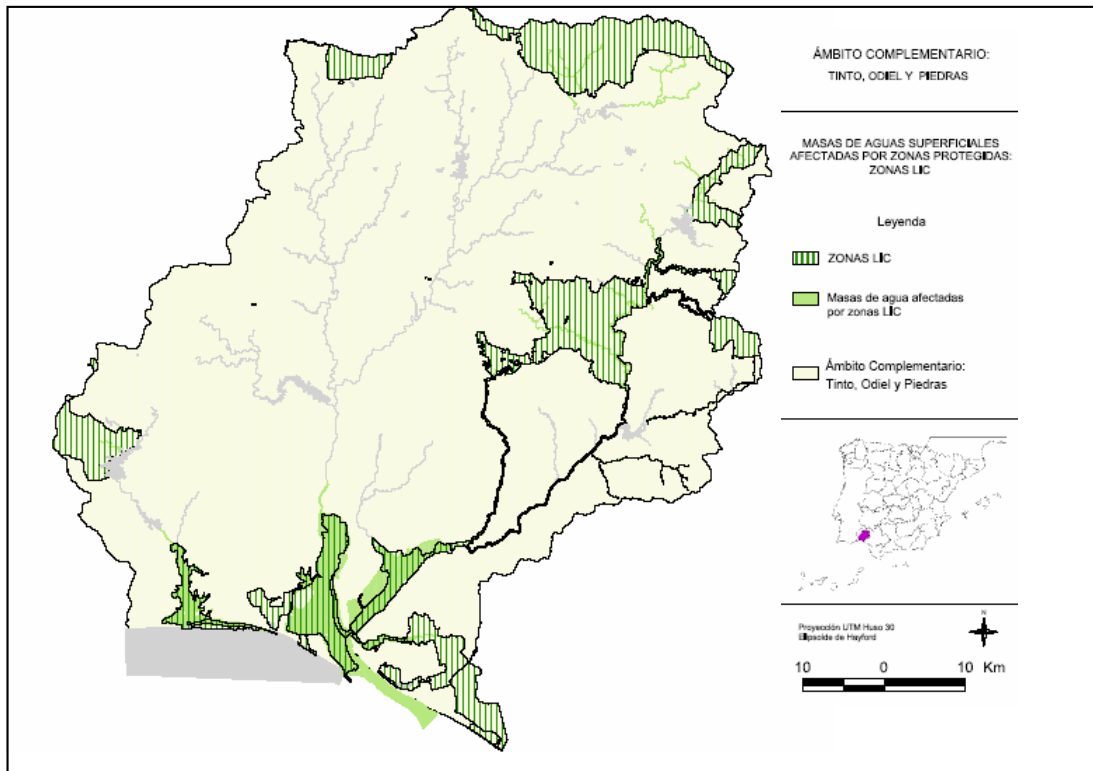 ÁMBITO COMPLEMENTARIO:
TINTO, ODIEL Y PIEDRAS
MASAS DE AGUAS SUPERFICIALES
AFECTADAS POR ZONAS PROTEGIDAS:
ZONAS LIC
Leyenda
ZONAS LIC
Masas de agua afectadas
por zonas LIC
Ámbito Complementario:
Tinto, Odiel y Piedras
Proyección UTM Huso 30
Elipsoide de Hayford
N
10 0 10 Km